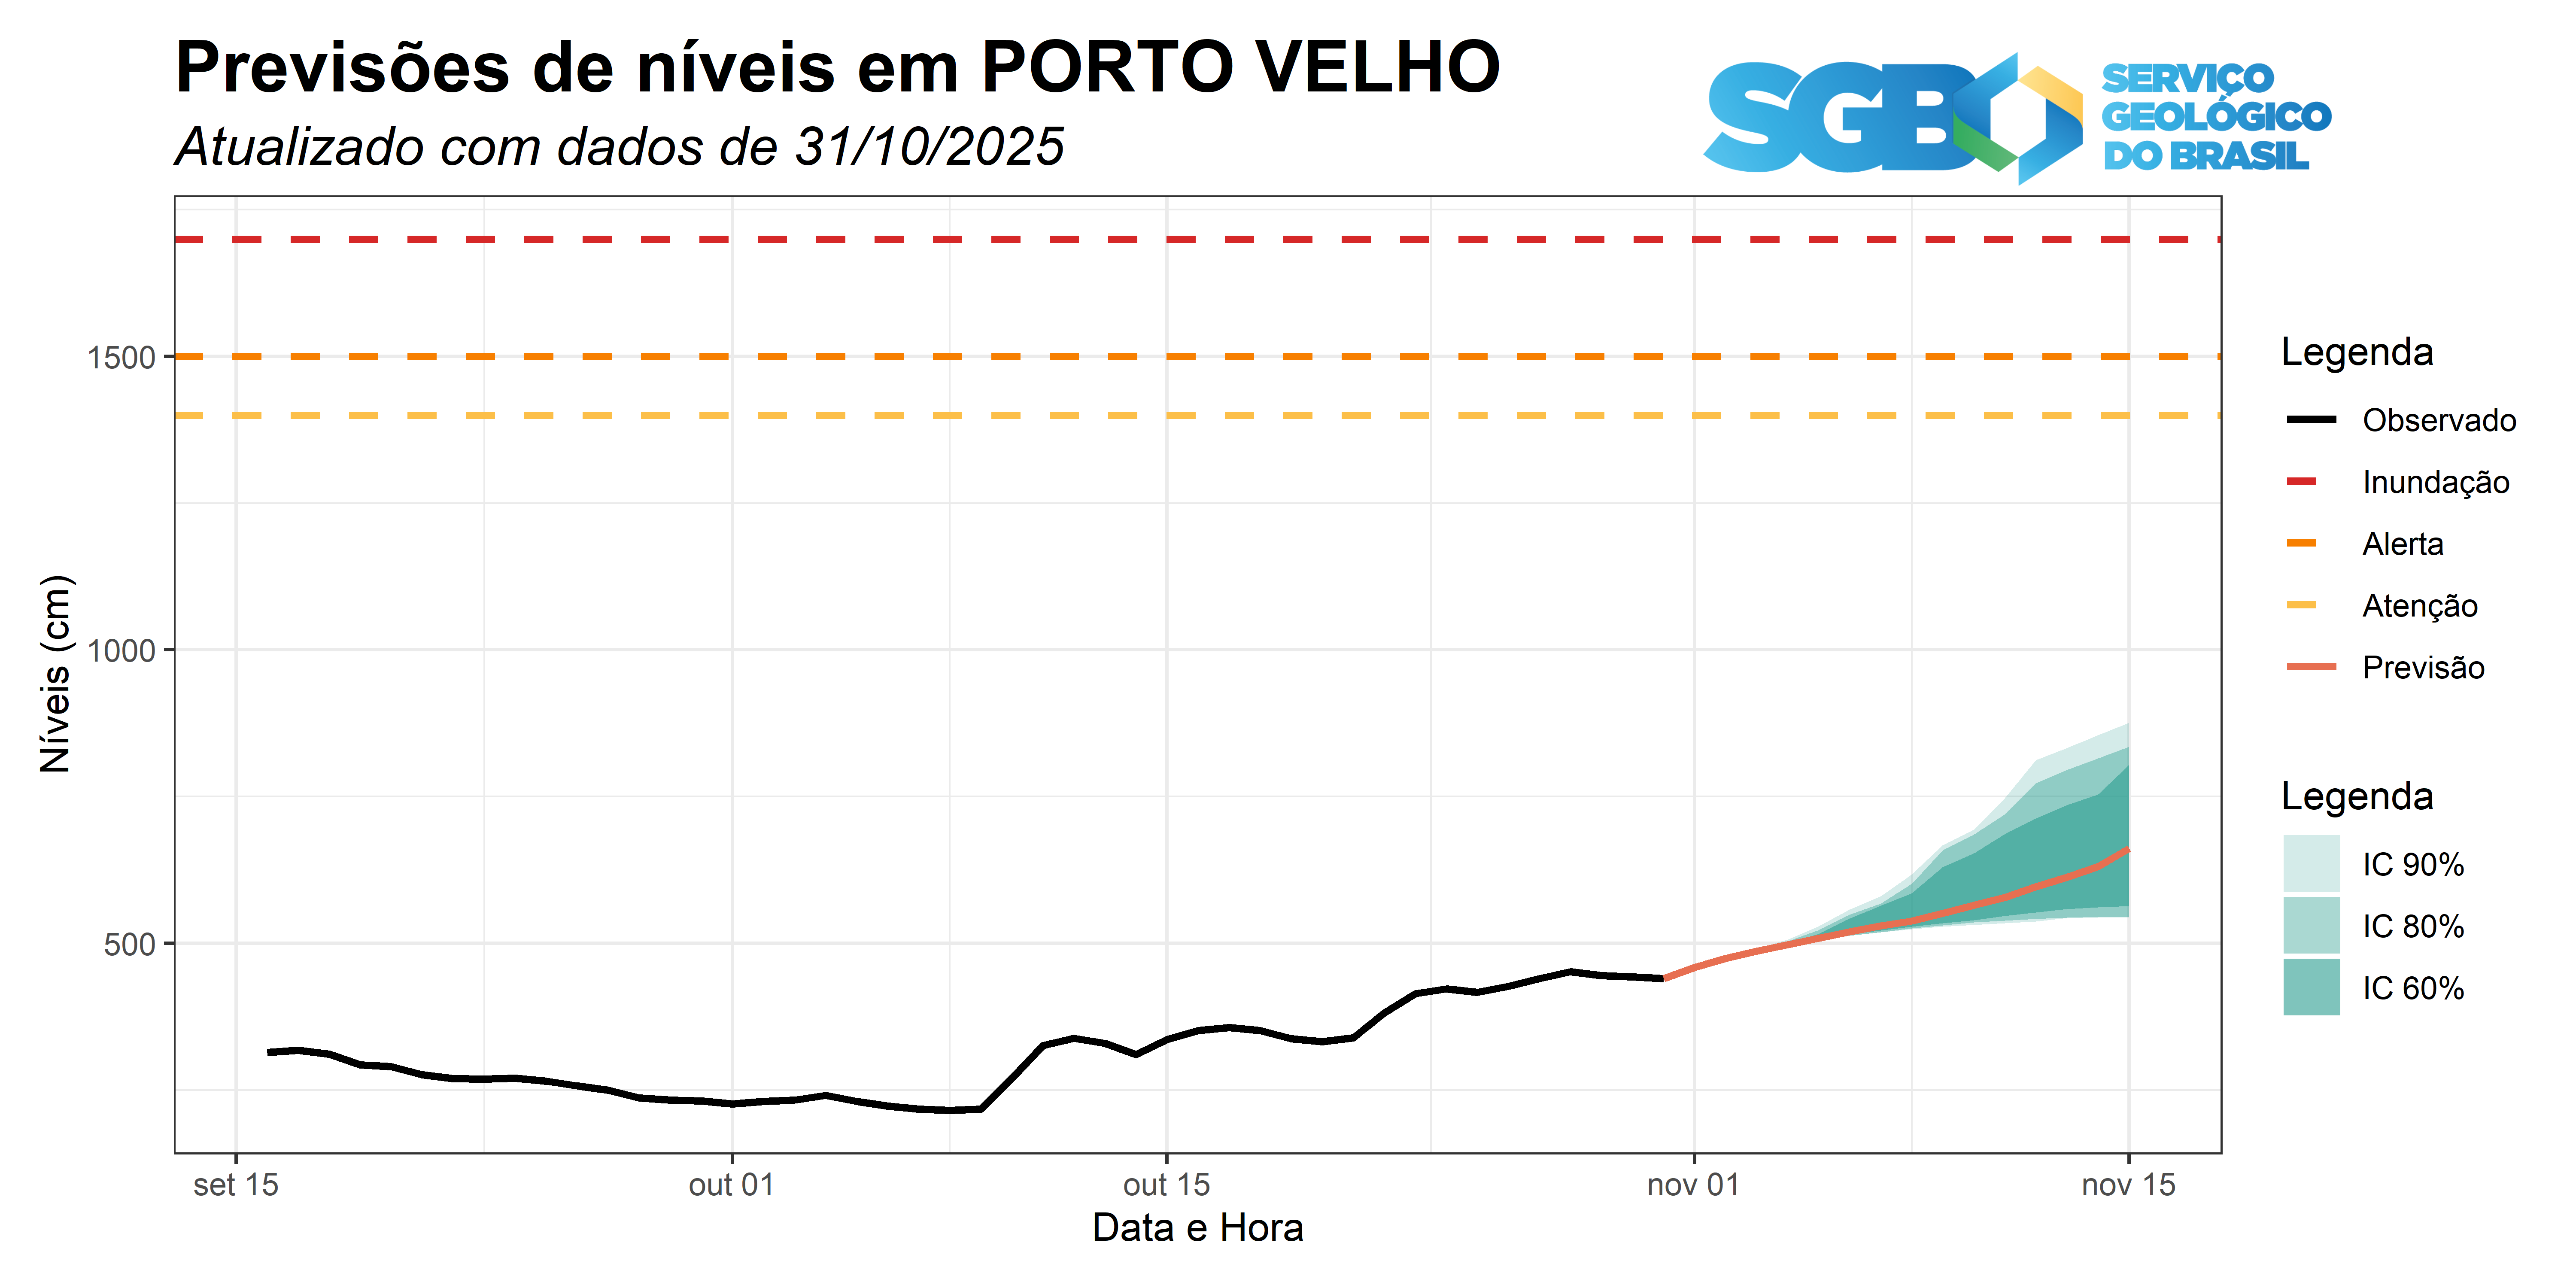 Previsões de níveis em PORTO VELHO
Atualizado com dados de 31/10/2025
SGB
SERVIÇO
GEOLÓGICO
DO BRASIL
Níveis (cm)
1500
1000
500
set 15
out 01
out 15
nov 01
nov 15
Data e Hora
Legenda
Observado
Inundação
Alerta
Atenção
Previsão
Legenda
IC 90%
IC 80%
IC 60%